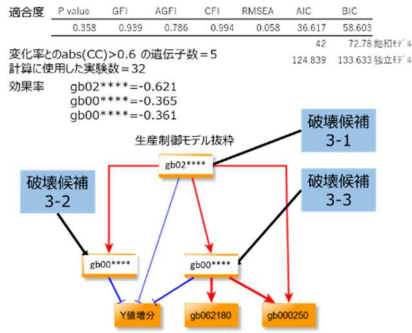 適合度 P value GFI AGFI CFI RMSEA AIC BIC
0.358 0.939 0.786 0.994 0.058 36.617 58.603
42 72.78 飽和モデル
124.839 133.633 独立モデル
変化率とのabs(CC)>0.6 の遺伝子数=5
計算に使用した実験数=32
効果率 gb02****=-0.621
gb00****=-0.365
gb00****=-0.361
生産制御モデル抜粋
破壊候補
3-1
gb02****
破壊候補
3-2
破壊候補
3-3
gb00****
gb00****
Y値増分
gb062180
gb000250